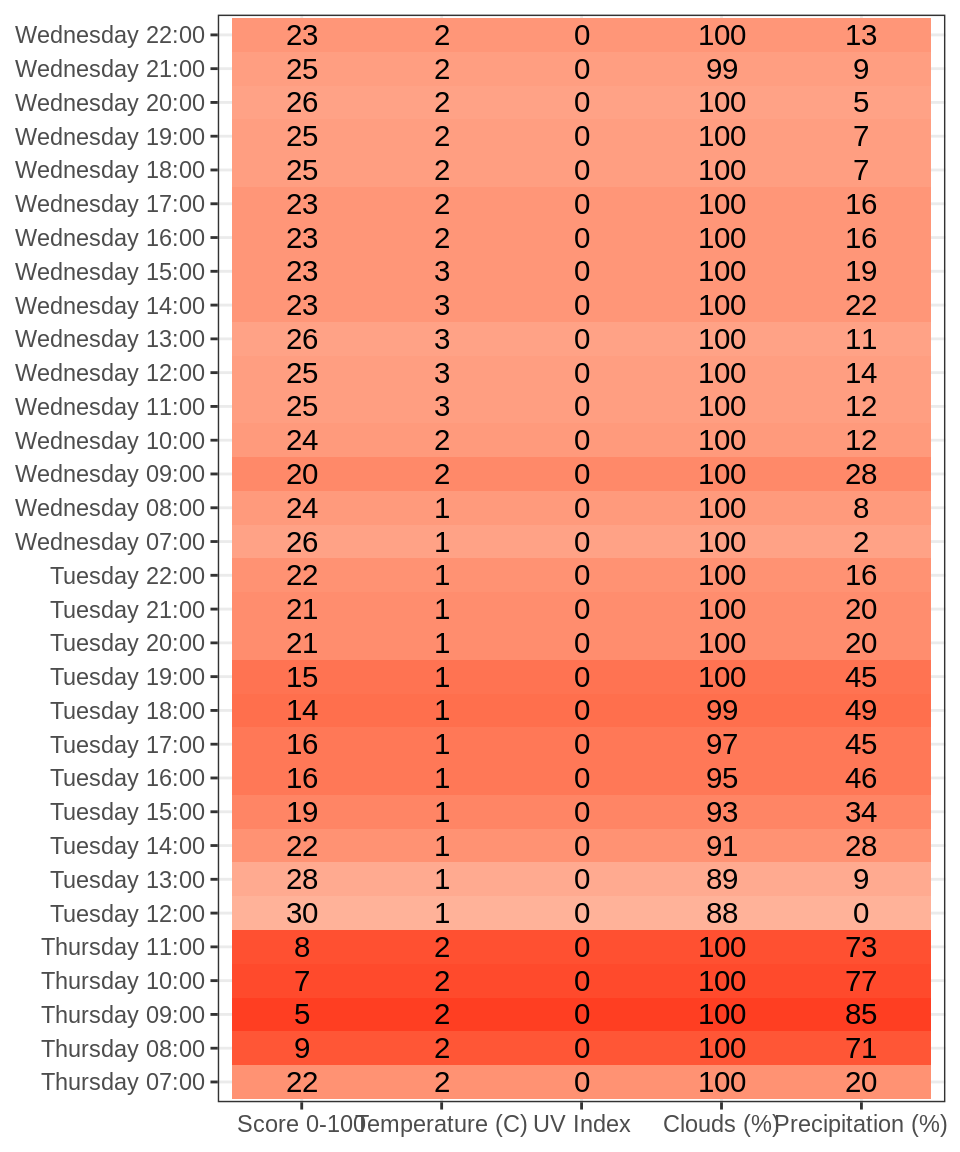 Wednesday 22:00 23 2 0 100 13
Wednesday 21:00 25 2 0 99 9
Wednesday 20:00 26 2 0 100 5
Wednesday 19:00 25 2 0 100 7
Wednesday 18:00 25 2 0 100 7
Wednesday 17:00 23 2 0 100 16
Wednesday 16:00 23 2 0 100 16
Wednesday 15:00 23 3 0 100 19
Wednesday 14:00 23 3 0 100 22
Wednesday 13:00 26 3 0 100 11
Wednesday 12:00 25 3 0 100 14
Wednesday 11:00 25 3 0 100 12
Wednesday 10:00 24 2 0 100 12
Wednesday 09:00 20 2 0 100 28
Wednesday 08:00 24 1 0 100 8
Wednesday 07:00 26 1 0 100 2
Tuesday 22:00 22 1 0 100 16
Tuesday 21:00 21 1 0 100 20
Tuesday 20:00 21 1 0 100 20
Tuesday 19:00 15 1 0 100 45
Tuesday 18:00 14 1 0 99 49
Tuesday 17:00 16 1 0 97 45
Tuesday 16:00 16 1 0 95 46
Tuesday 15:00 19 1 0 93 34
Tuesday 14:00 22 1 0 91 28
Tuesday 13:00 28 1 0 89 9
Tuesday 12:00 30 1 0 88 0
Thursday 11:00 8 2 0 100 73
Thursday 10:00 7 2 0 100 77
Thursday 09:00 5 2 0 100 85
Thursday 08:00 9 2 0 100 71
Thursday 07:00 22 2 0 100 20
Score 0-100 Temperature (C) UV Index Clouds (%) Precipitation (%)